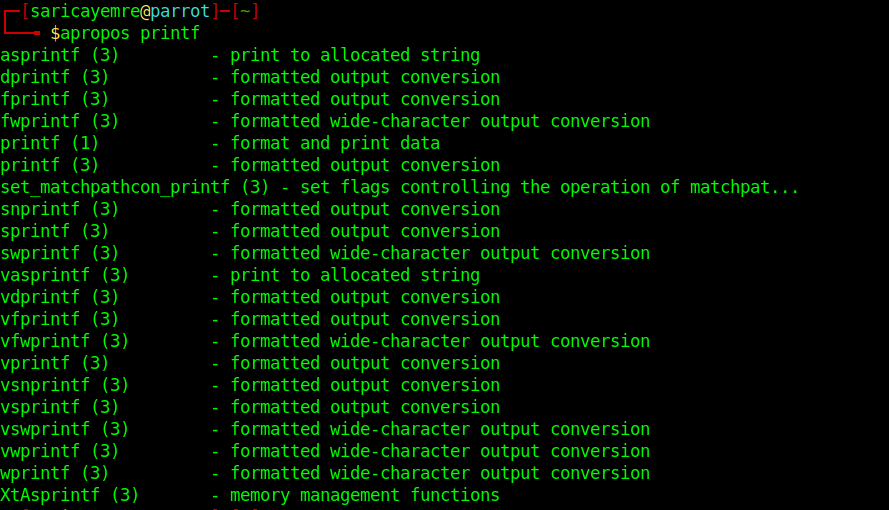 [saricayemre@parrot]─[~]
$apropos printf
asprintf (3)         - print to allocated string
dprintf (3)          - formatted output conversion
fprintf (3)          - formatted output conversion
fwprintf (3)         - formatted wide-character output conversion
printf (1)           - format and print data
printf (3)           - formatted output conversion
set_matchpathcon_printf (3) - set flags controlling the operation of matchpat...
snprintf (3)         - formatted output conversion
sprintf (3)          - formatted output conversion
swprintf (3)         - formatted wide-character output conversion
vasprintf (3)        - print to allocated string
vdprintf (3)         - formatted output conversion
vfprintf (3)         - formatted output conversion
vfwprintf (3)        - formatted wide-character output conversion
vprintf (3)          - formatted output conversion
vsnprintf (3)        - formatted output conversion
vsprintf (3)         - formatted output conversion
vswprintf (3)        - formatted wide-character output conversion
vwprintf (3)         - formatted wide-character output conversion
wprintf (3)          - formatted wide-character output conversion
XtAsprintf (3)       - memory management functions